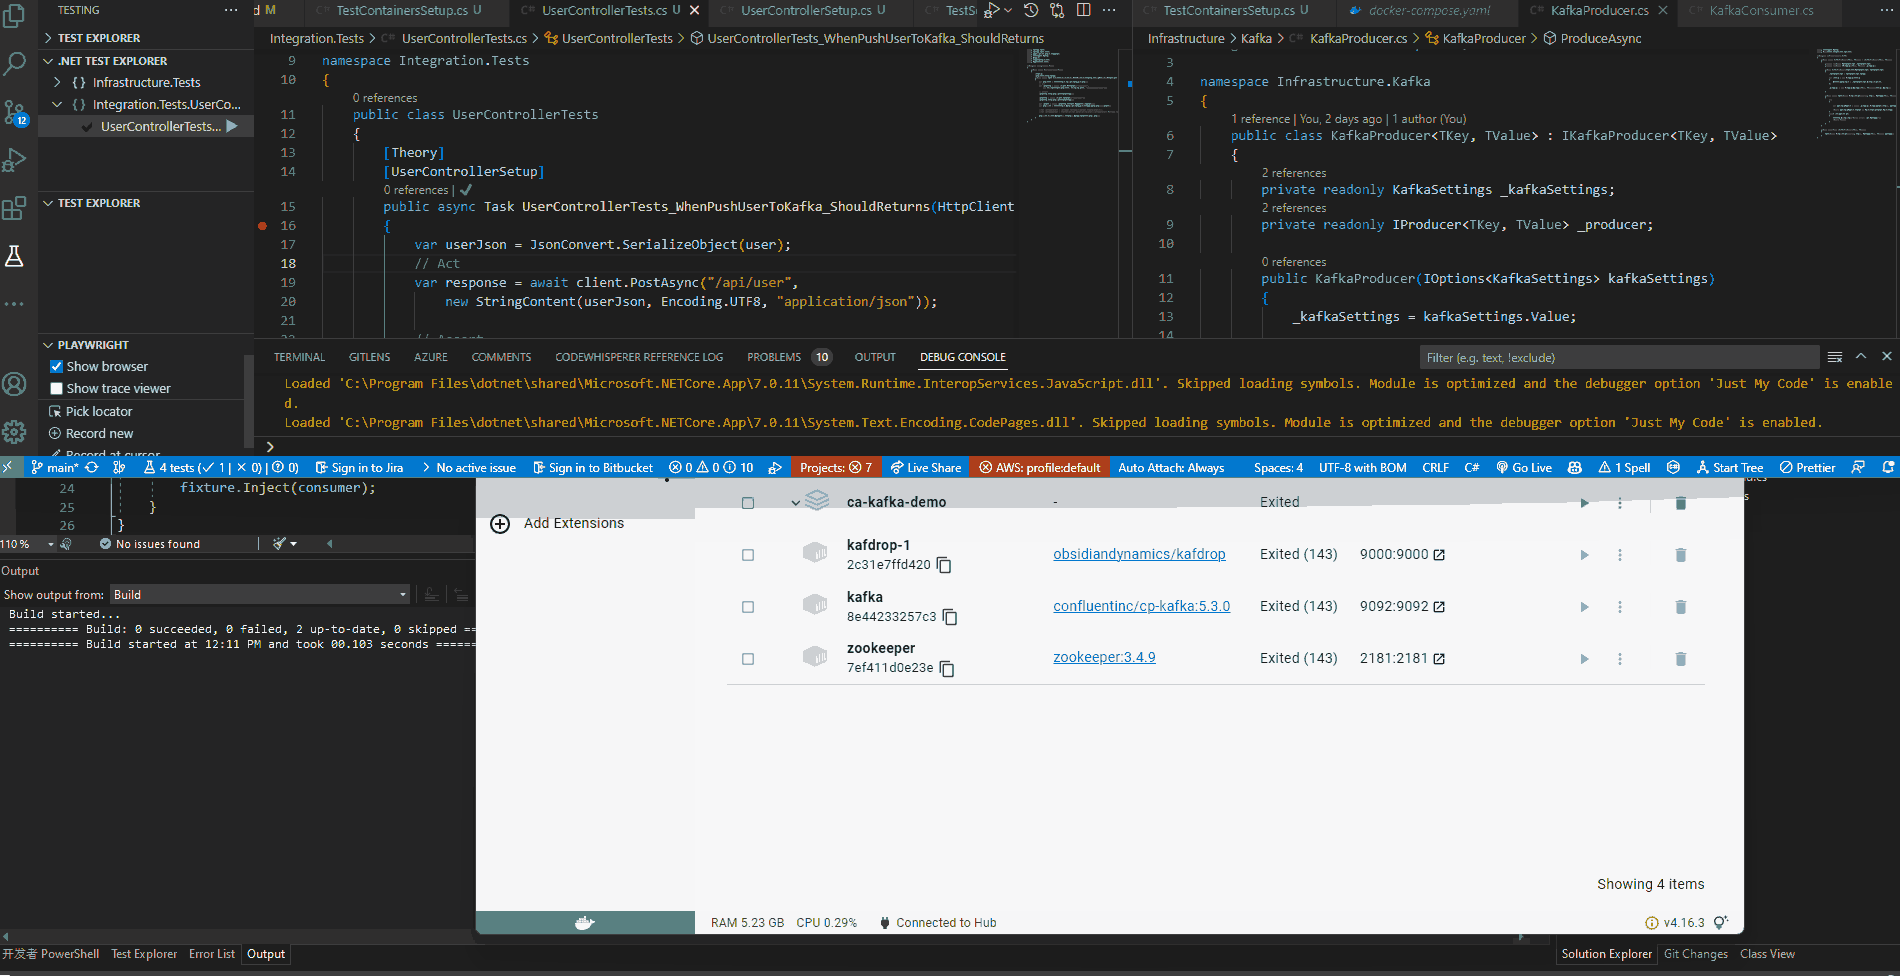 TESTING
TEST EXPLORER
.NET TEST EXPLORER
{} Infrastructure.Tests
{} Integration.Tests.UserCo...
UserControllerTests...
TEST EXPLORER
PLAYWRIGHT
Show browser
Show trace viewer
Pick locator
Record new
Record at cursor
12
d M
TestContainersSetup.cs U
UserControllerTests.cs U
UserControllerSetup.cs U
Integration.Tests > UserControllerTests.cs > UserControllerTests > UserControllerTests_WhenPushUserToKafka_ShouldReturns
9 namespace Integration.Tests
10 {
0 references
11 public class UserControllerTests
12 {
13 [Theory]
14 [UserControllerSetup]
0 references |
15 public async Task UserControllerTests_WhenPushUserToKafka_ShouldReturns(HttpClient
16 {
17 var userJson = JsonConvert.SerializeObject(user);
18 // Act
19 var response = await client.PostAsync("/api/user",
20 new StringContent(userJson, Encoding.UTF8, "application/json"));
21
TestContainersSetup.cs U
docker-compose.yaml
KafkaProducer.cs
KafkaConsumer.cs
Infrastructure > Kafka > KafkaProducer.cs > KafkaProducer > ProduceAsync
3
4 namespace Infrastructure.Kafka
5 {
1 reference | You, 2 days ago | 1 author (You)
6 public class KafkaProducer<TKey, TValue> : IKafkaProducer<TKey, TValue>
7 {
2 references
8 private readonly KafkaSettings _kafkaSettings;
2 references
9 private readonly IProducer<TKey, TValue> _producer;
10
0 references
11 public KafkaProducer(IOptions<KafkaSettings> kafkaSettings)
12 {
13 _kafkaSettings = kafkaSettings.Value;
14
TERMINAL GITLENS AZURE COMMENTS CODEWHISPERER REFERENCE LOG PROBLEMS 10 OUTPUT DEBUG CONSOLE
Filter (e.g. text, !exclude)
Loaded 'C:\Program Files\dotnet\shared\Microsoft.NETCore.App\7.0.11\System.Runtime.InteropServices.JavaScript.dll'. Skipped loading symbols. Module is optimized and the debugger option 'Just My Code' is enable
d.
Loaded 'C:\Program Files\dotnet\shared\Microsoft.NETCore.App\7.0.11\System.Text.Encoding.CodePages.dll'. Skipped loading symbols. Module is optimized and the debugger option 'Just My Code' is enabled.
main* 4 tests (✓ 1 | ✕ 0) | 0) Sign in to Jira No active issue Sign in to Bitbucket 0 0 10 Projects: 7 Live Share AWS: profile:default Auto Attach: Always Spaces: 4 UTF-8 with BOM CRLF C# Go Live 1 Spell Start Tree Prettier
24 fixture.Inject(consumer);
25 }
26 }
110 % No issues found
Output
Show output from: Build
Build started...
========== Build: 0 succeeded, 0 failed, 2 up-to-date, 0 skipped ==
========== Build started at 12:11 PM and took 00.103 seconds ======
开发者 PowerShell Test Explorer Error List Output
Add Extensions
ca-kafka-demo - Exited
kafdrop-1
2c31e7ffd420
obsidiandynamics/kafdrop Exited (143) 9000:9000
kafka
8e44233257c3
confluentinc/cp-kafka:5.3.0 Exited (143) 9092:9092
zookeeper
7ef411d0e23e
zookeeper:3.4.9 Exited (143) 2181:2181
Showing 4 items
RAM 5.23 GB CPU 0.29% Connected to Hub
v4.16.3
Solution Explorer Git Changes Class View